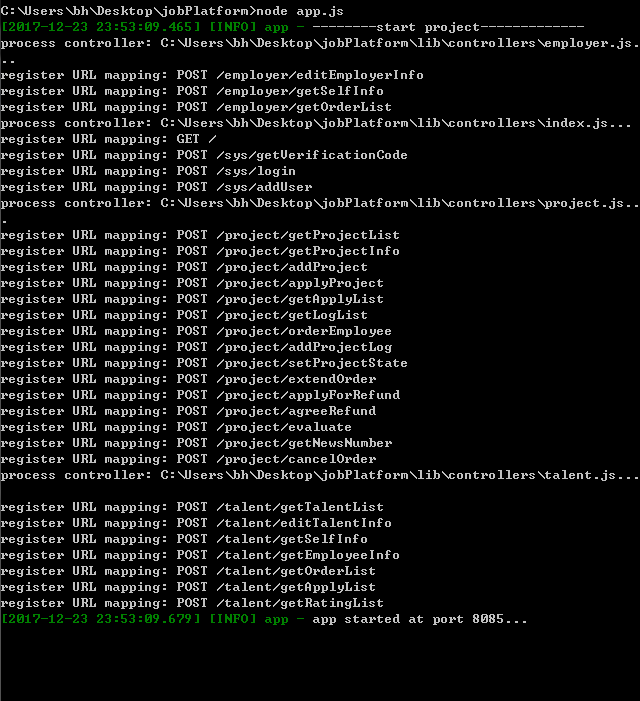 C:\Users\bh\Desktop\jobPlatform>node app.js
[2017-12-23 23:53:09.465] [INFO] app - --------start project-------------
process controller: C:\Users\bh\Desktop\jobPlatform\lib\controllers\employer.js.
..
register URL mapping: POST /employer/editEmployerInfo
register URL mapping: POST /employer/getSelfInfo
register URL mapping: POST /employer/getOrderList
process controller: C:\Users\bh\Desktop\jobPlatform\lib\controllers\index.js...
register URL mapping: GET /
register URL mapping: POST /sys/getVerificationCode
register URL mapping: POST /sys/login
register URL mapping: POST /sys/addUser
process controller: C:\Users\bh\Desktop\jobPlatform\lib\controllers\project.js..
.
register URL mapping: POST /project/getProjectList
register URL mapping: POST /project/getProjectInfo
register URL mapping: POST /project/addProject
register URL mapping: POST /project/applyProject
register URL mapping: POST /project/getApplyList
register URL mapping: POST /project/getLogList
register URL mapping: POST /project/orderEmployee
register URL mapping: POST /project/addProjectLog
register URL mapping: POST /project/setProjectState
register URL mapping: POST /project/extendOrder
register URL mapping: POST /project/applyForRefund
register URL mapping: POST /project/agreeRefund
register URL mapping: POST /project/evaluate
register URL mapping: POST /project/getNewsNumber
register URL mapping: POST /project/cancelOrder
process controller: C:\Users\bh\Desktop\jobPlatform\lib\controllers\talent.js...
register URL mapping: POST /talent/getTalentList
register URL mapping: POST /talent/editTalentInfo
register URL mapping: POST /talent/getSelfInfo
register URL mapping: POST /talent/getEmployeeInfo
register URL mapping: POST /talent/getOrderList
register URL mapping: POST /talent/getApplyList
register URL mapping: POST /talent/getRatingList
[2017-12-23 23:53:09.679] [INFO] app - app started at port 8085...